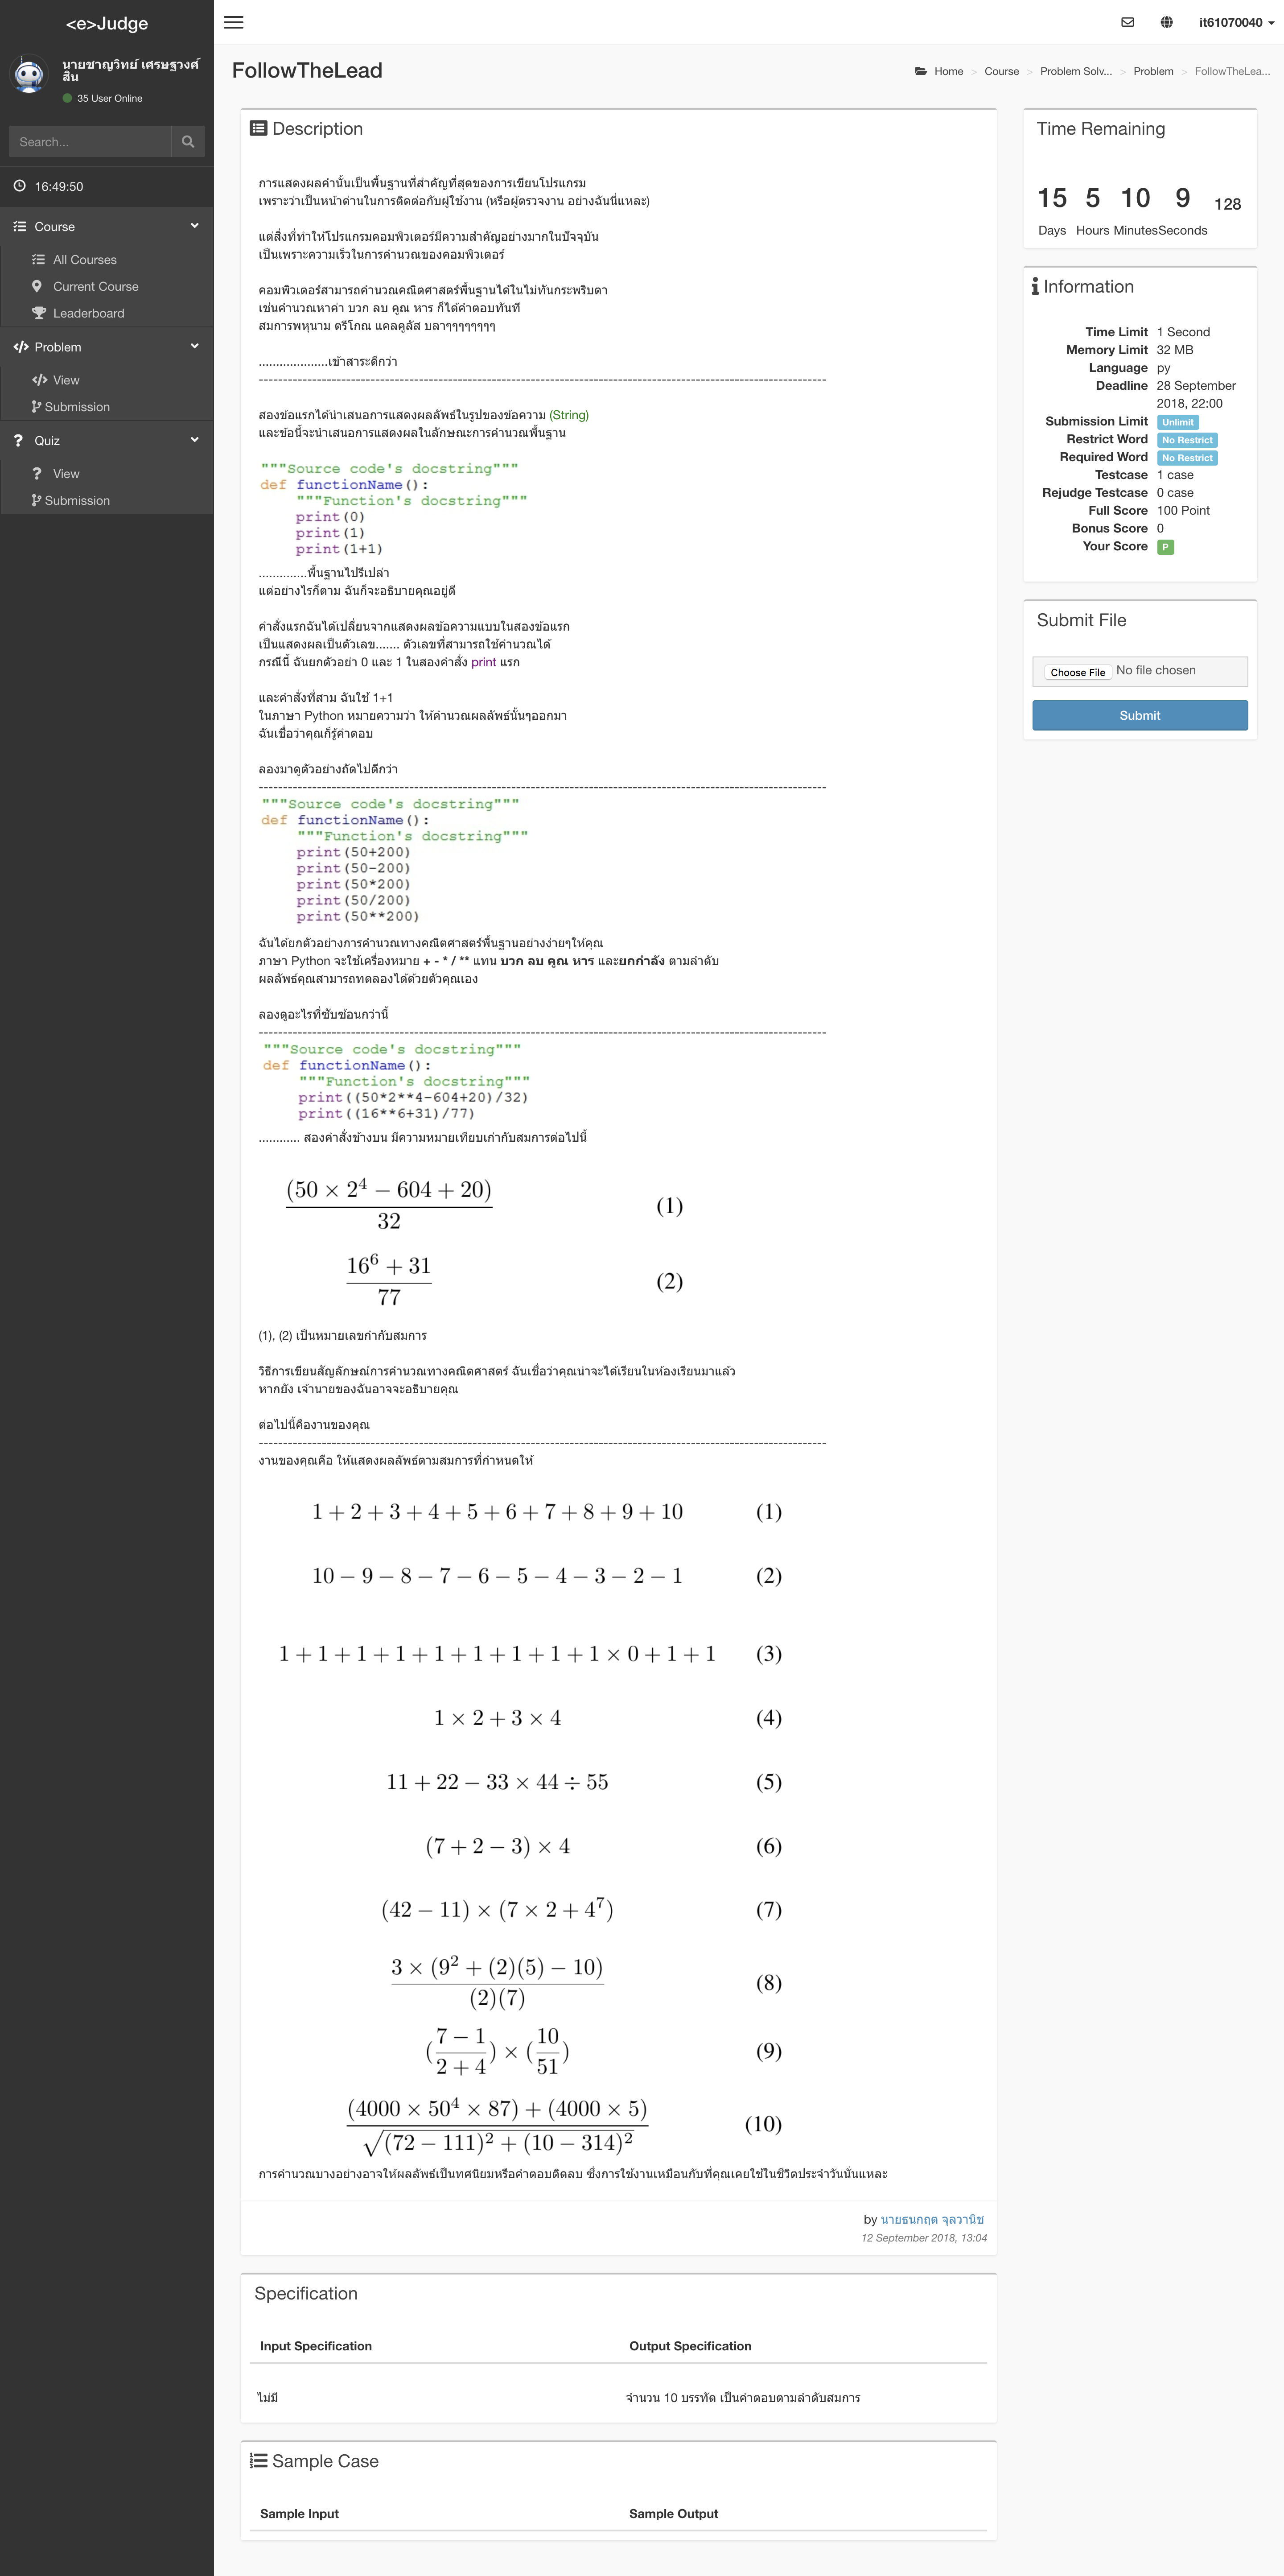 <e>Judge
it61070040
นายชาญวิทย์ เศรษฐวงศ์
สิน
35 User Online
Search...
16:49:50
Course
All Courses
Current Course
Leaderboard
Problem
View
Submission
Quiz
View
Submission
FollowTheLead
Home > Course > Problem Solv... > Problem > FollowTheLea...
Description
การแสดงผลค่านั้นเป็นพื้นฐานที่สำคัญที่สุดของการเขียนโปรแกรม
เพราะว่าเป็นหน้าด่านในการติดต่อกับผู้ใช้งาน (หรือผู้ตรวจงาน อย่างฉันนี่แหละ)
แต่สิ่งที่ทำให้โปรแกรมคอมพิวเตอร์มีความสำคัญอย่างมากในปัจจุบัน
เป็นเพราะความเร็วในการคำนวณของคอมพิวเตอร์
คอมพิวเตอร์สามารถคำนวณคณิตศาสตร์พื้นฐานได้ในไม่ทันกระพริบตา
เช่นคำนวณหาค่า บวก ลบ คูณ หาร ก็ได้คำตอบทันที
สมการพหุนาม ตรีโกณ แคลคูลัส บลาๆๆๆๆๆๆๆๆ
....................เข้าสาระดีกว่า
--------------------------------------------------------------------------------------------------------------------------
สองข้อแรกได้นำเสนอการแสดงผลลัพธ์ในรูปของข้อความ (String)
และข้อนี้จะนำเสนอการแสดงผลในลักษณะการคำนวณพื้นฐาน
"""Source code's docstring"""
def functionName():
"""Function's docstring"""
print(0)
print(1)
print(1+1)
..............พื้นฐานไปรึเปล่า
แต่อย่างไรก็ตาม ฉันก็จะอธิบายคุณอยู่ดี
คำสั่งแรกฉันได้เปลี่ยนจากแสดงผลข้อความแบบในสองข้อแรก
เป็นแสดงผลเป็นตัวเลข....... ตัวเลขที่สามารถใช้คำนวณได้
กรณีนี้ ฉันยกตัวอย่า 0 และ 1 ในสองคำสั่ง print แรก
และคำสั่งที่สาม ฉันใช้ 1+1
ในภาษา Python หมายความว่า ให้คำนวณผลลัพธ์นั้นๆออกมา
ฉันเชื่อว่าคุณก็รู้คำตอบ
ลองมาดูตัวอย่างถัดไปดีกว่า
--------------------------------------------------------------------------------------------------------------------------
"""Source code's docstring"""
def functionName():
"""Function's docstring"""
print(50+200)
print(50-200)
print(50*200)
print(50/200)
print(50**200)
ฉันได้ยกตัวอย่างการคำนวณทางคณิตศาสตร์พื้นฐานอย่างง่ายๆให้คุณ
ภาษา Python จะใช้เครื่องหมาย + - * / ** แทน บวก ลบ คูณ หาร และยกกำลัง ตามลำดับ
ผลลัพธ์คุณสามารถทดลองได้ด้วยตัวคุณเอง
ลองดูอะไรที่ซับซ้อนกว่านี้
--------------------------------------------------------------------------------------------------------------------------
"""Source code's docstring"""
def functionName():
"""Function's docstring"""
print((50*2**4-604+20)/32)
print((16**6+31)/77)
............ สองคำสั่งข้างบน มีความหมายเทียบเท่ากับสมการต่อไปนี้
(50 × 2⁴ − 604 + 20)
32
(1)
16⁶ + 31
77
(2)
(1), (2) เป็นหมายเลขกำกับสมการ
วิธีการเขียนสัญลักษณ์การคำนวณทางคณิตศาสตร์ ฉันเชื่อว่าคุณน่าจะได้เรียนในห้องเรียนมาแล้ว
หากยัง เจ้านายของฉันอาจจะอธิบายคุณ
ต่อไปนี้คืองานของคุณ
--------------------------------------------------------------------------------------------------------------------------
งานของคุณคือ ให้แสดงผลลัพธ์ตามสมการที่กำหนดให้
1 + 2 + 3 + 4 + 5 + 6 + 7 + 8 + 9 + 10 (1)
10 − 9 − 8 − 7 − 6 − 5 − 4 − 3 − 2 − 1 (2)
1 + 1 + 1 + 1 + 1 + 1 + 1 + 1 + 1 × 0 + 1 + 1 (3)
1 × 2 + 3 × 4 (4)
11 + 22 − 33 × 44 ÷ 55 (5)
(7 + 2 − 3) × 4 (6)
(42 − 11) × (7 × 2 + 4⁷) (7)
3 × (9² + (2)(5) − 10)
(2)(7)
(8)
(7 − 1 / 2 + 4) × (10 / 51) (9)
(4000 × 50⁴ × 87) + (4000 × 5)
√(72 − 111)² + (10 − 314)²
(10)
การคำนวณบางอย่างอาจให้ผลลัพธ์เป็นทศนิยมหรือคำตอบติดลบ ซึ่งการใช้งานเหมือนกับที่คุณเคยใช้ในชีวิตประจำวันนั่นแหละ
by นายธนกฤต จุลวานิช
12 September 2018, 13:04
Specification
Input Specification Output Specification
ไม่มี จำนวน 10 บรรทัด เป็นคำตอบตามลำดับสมการ
Sample Case
Sample Input Sample Output
Time Remaining
15 5 10 9 128
Days Hours Minutes Seconds
Information
Time Limit 1 Second
Memory Limit 32 MB
Language py
Deadline 28 September
2018, 22:00
Submission Limit Unlimit
Restrict Word No Restrict
Required Word No Restrict
Testcase 1 case
Rejudge Testcase 0 case
Full Score 100 Point
Bonus Score 0
Your Score P
Submit File
Choose File No file chosen
Submit